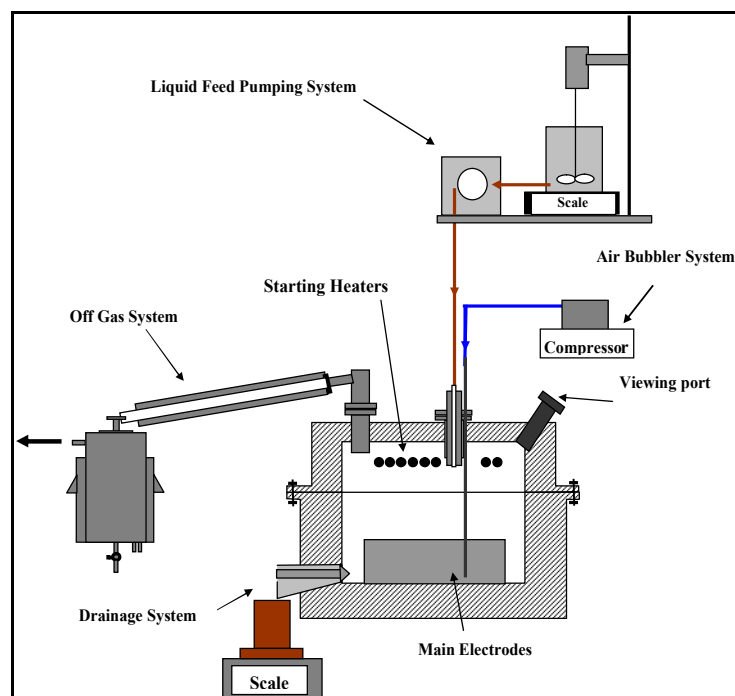 Liquid Feed Pumping System
Scale
Air Bubbler System
Starting Heaters
Off Gas System
Compressor
Viewing port
Drainage System
Main Electrodes
Scale